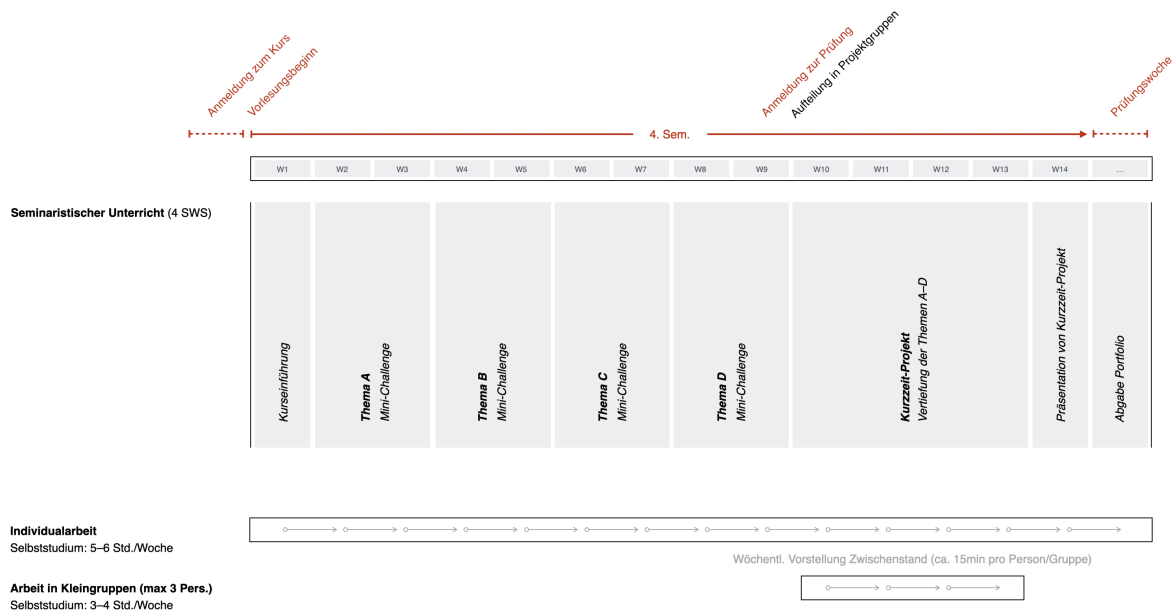 Anmeldung zum Kurs
Vorlesungsbeginn
Anmeldung zur Prüfung
Aufteilung in Projektgruppen
Prüfungswoche
4. Sem.
W1 W2 W3 W4 W5 W6 W7 W8 W9 W10 W11 W12 W13 W14 ...
Seminaristischer Unterricht (4 SWS)
Kurseinführung
Thema A
Mini-Challenge
Thema B
Mini-Challenge
Thema C
Mini-Challenge
Thema D
Mini-Challenge
Kurzzeit-Projekt
Vertiefung der Themen A–D
Präsentation von Kurzzeit-Projekt
Abgabe Portfolio
Individualarbeit
Selbststudium: 5–6 Std./Woche
Wöchentl. Vorstellung Zwischenstand (ca. 15min pro Person/Gruppe)
Arbeit in Kleingruppen (max 3 Pers.)
Selbststudium: 3–4 Std./Woche